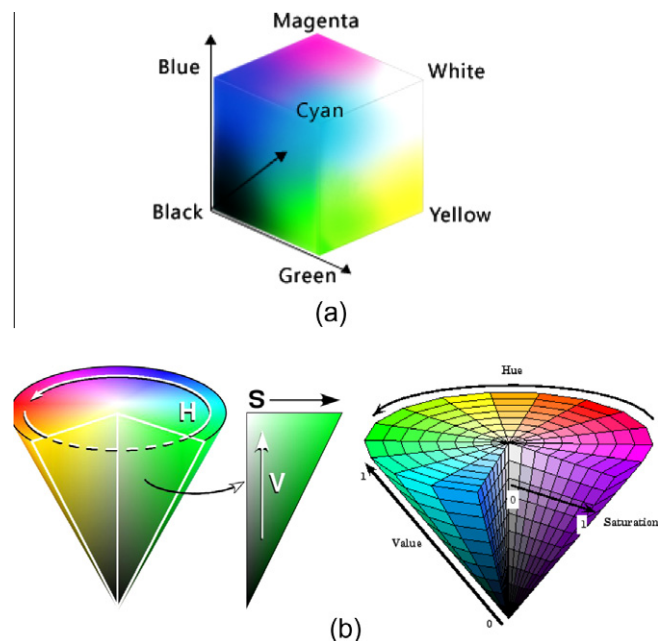 Magenta
Blue
White
Cyan
Black
Yellow
Green
(a)
H
S
V
Hue
1
0
1
Saturation
Value
0
(b)